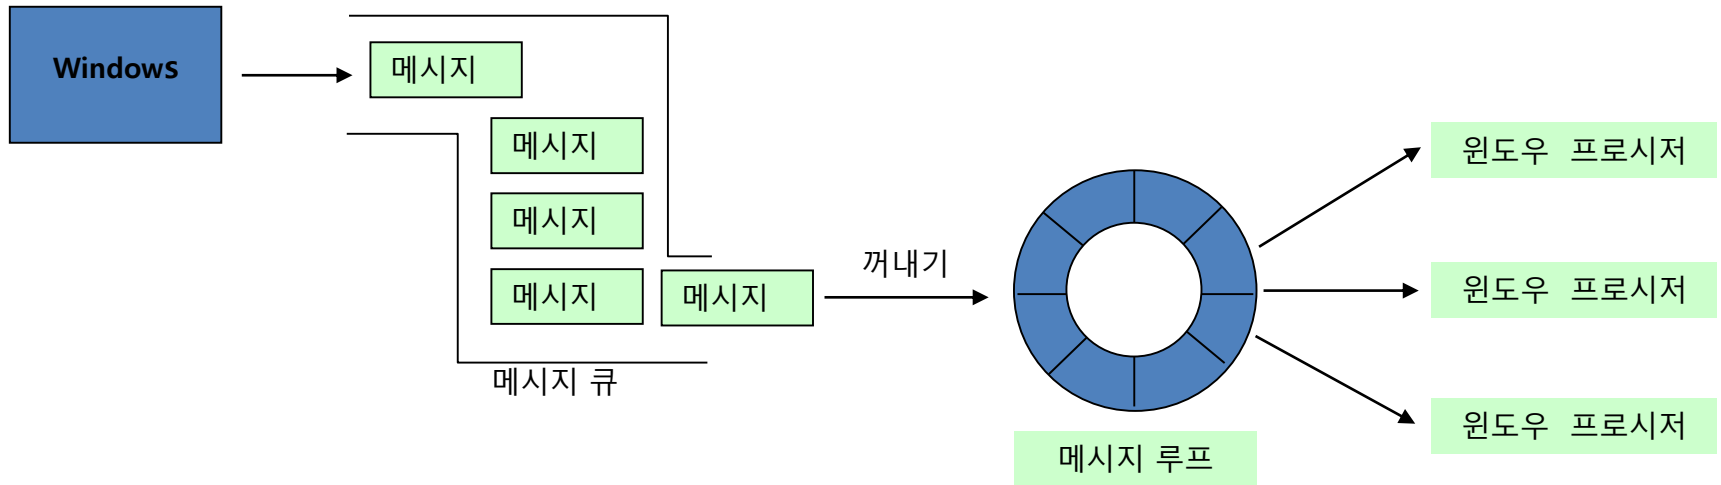 Windows
메시지
메시지
메시지
메시지
메시지
메시지 큐
꺼내기
메시지 루프
윈도우 프로시저
윈도우 프로시저
윈도우 프로시저